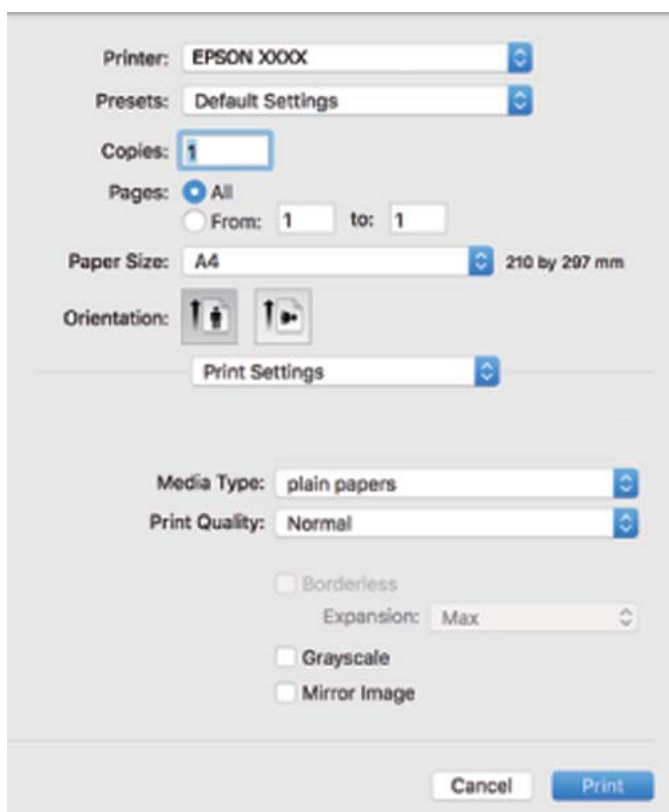 Printer: EPSON XXXX
Presets: Default Settings
Copies: 1
Pages: All
From: 1 to: 1
Paper Size: A4 210 by 297 mm
Orientation:
Print Settings
Media Type: plain papers
Print Quality: Normal
Borderless
Expansion: Max
Grayscale
Mirror Image
Cancel Print